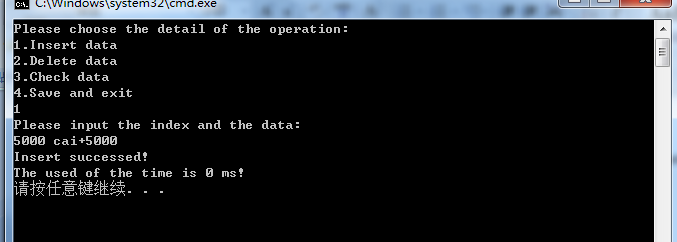 C:\Windows\system32\cmd.exe
Please choose the detail of the operation:
1.Insert data
2.Delete data
3.Check data
4.Save and exit
1
Please input the index and the data:
5000 cai+5000
Insert successed!
The used of the time is 0 ms!
请按任意键继续. . .